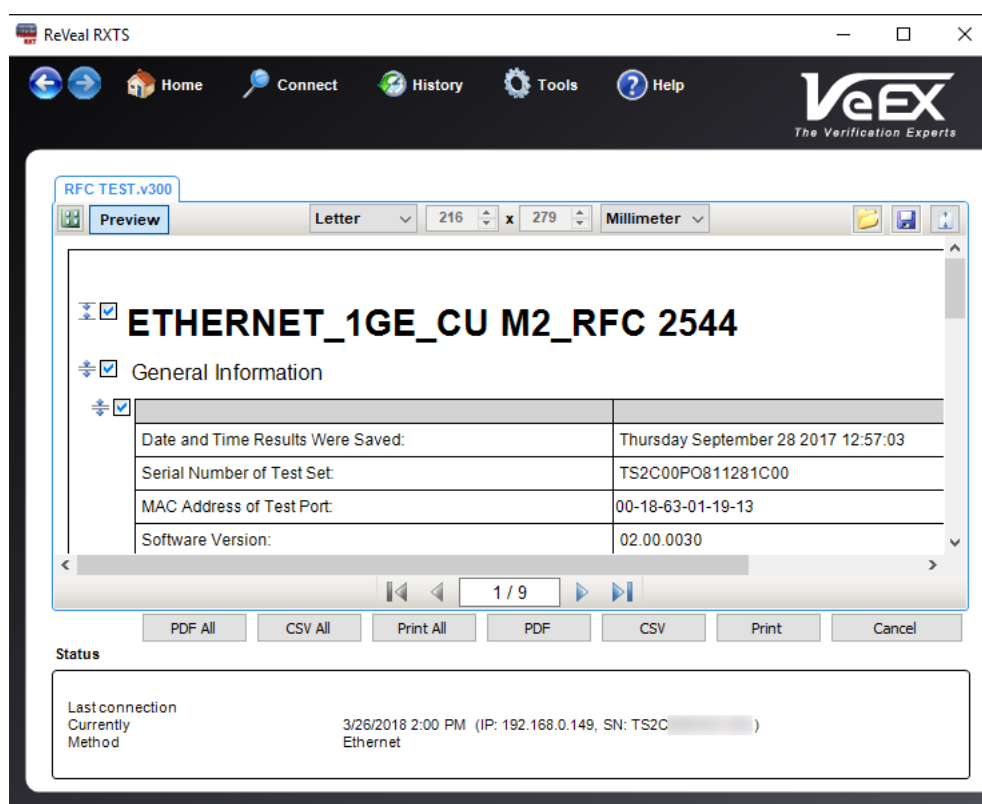 ReVeal RXTS
Home Connect History Tools Help
VeEX
The Verification Experts
RFC TEST.v300
Preview Letter 216 x 279 Millimeter
ETHERNET_1GE_CU M2_RFC 2544
General Information
Date and Time Results Were Saved: Thursday September 28 2017 12:57:03
Serial Number of Test Set: TS2C00PO811281C00
MAC Address of Test Port: 00-18-63-01-19-13
Software Version: 02.00.0030
1 / 9
PDF All CSV All Print All PDF CSV Print Cancel
Status
Last connection
Currently 3/26/2018 2:00 PM (IP: 192.168.0.149, SN: TS2C )
Method Ethernet